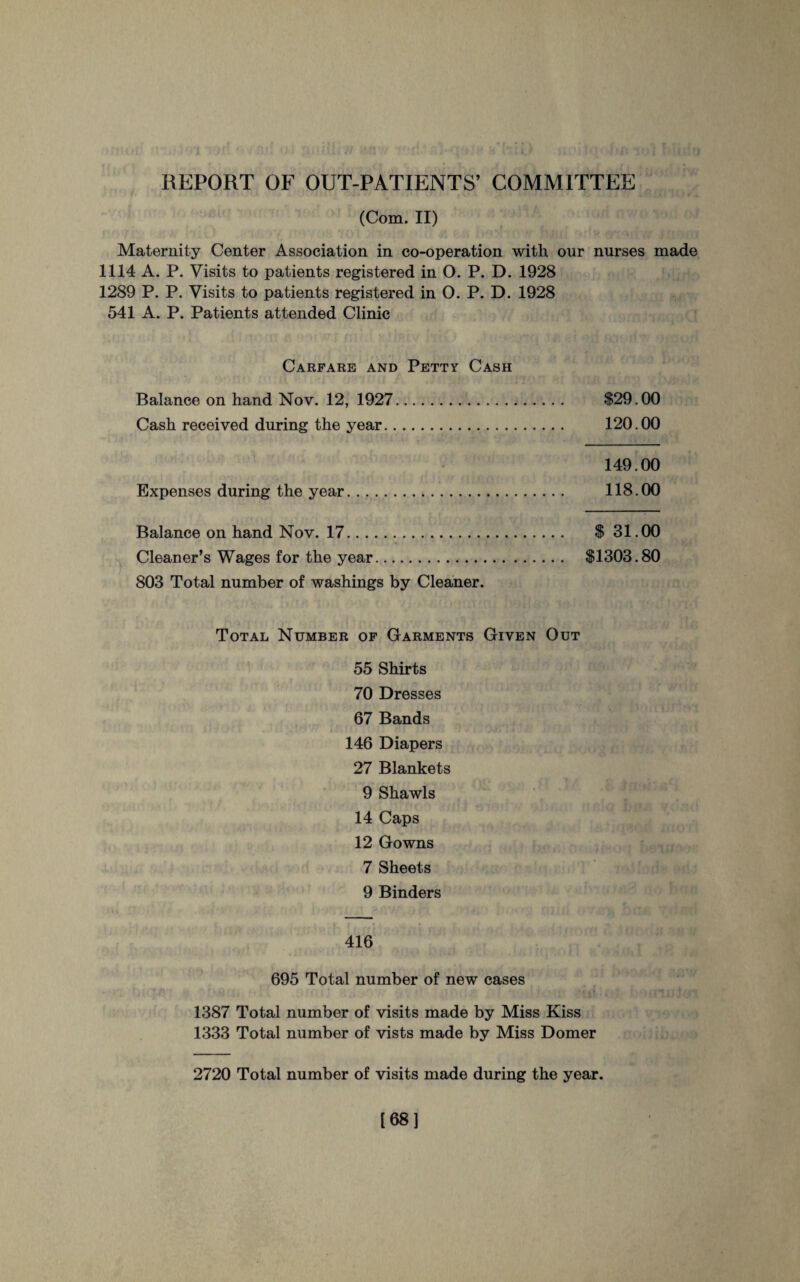 REPORT OF OUT-PATIENTS' COMMITTEE
(Com. II)
Maternity Center Association in co-operation with our nurses made
1114 A. P. Visits to patients registered in O. P. D. 1928
1289 P. P. Visits to patients registered in O. P. D. 1928
541 A. P. Patients attended Clinic
Carfare and Petty Cash
Balance on hand Nov. 12, 1927...................... $29.00
Cash received during the year...................... 120.00
149.00
Expenses during the year........................... 118.00
Balance on hand Nov. 17........................... $ 31.00
Cleaner's Wages for the year....................... $1303.80
803 Total number of washings by Cleaner.
Total Number of Garments Given Out
55 Shirts
70 Dresses
67 Bands
146 Diapers
27 Blankets
9 Shawls
14 Caps
12 Gowns
7 Sheets
9 Binders
416
695 Total number of new cases
1387 Total number of visits made by Miss Kiss
1333 Total number of vists made by Miss Domer
2720 Total number of visits made during the year.
[68]